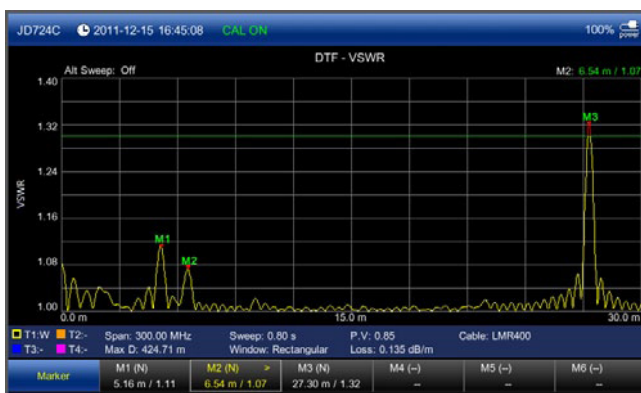 JD724C 2011-12-15 16:45:08 CAL ON 100% power
DTF - VSWR
Alt Sweep: Off M2: 6.54 m / 1.07
1.40
M3
1.32
1.24
VSWR
1.16
M1
M2
1.08
1.00
0.0 m 15.0 m 30.0 m
T1:W T2:- Span: 300.00 MHz Sweep: 0.80 s P.V: 0.85 Cable: LMR400
T3:- T4:- Max D: 424.71 m Window: Rectangular Loss: 0.135 dB/m
Marker M1 (N) M2 (N) > M3 (N) M4 (--) M5 (--) M6 (--)
5.16 m / 1.11 6.54 m / 1.07 27.30 m / 1.32 -- -- --